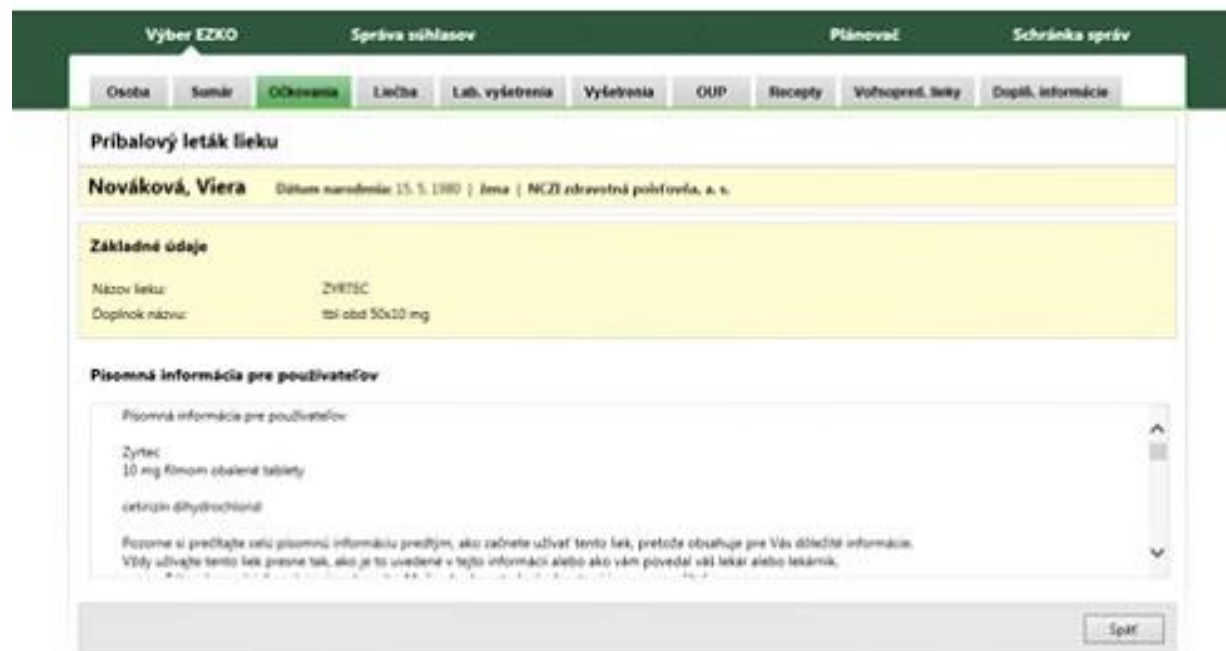 Výber EZKO
Správa súhlasov
Plánovač
Schránka správ
Osoba
Sumár
Očkovania
Liečba
Lab. vyšetrenia
Vyšetrenia
OUP
Recepty
Voľnopred. lieky
Doplň. informácie
Príbalový leták lieku
Nováková, Viera Dátum narodenia: 15. 5. 1980 | žena | NCZI zdravotná poisťovňa, a. s.
Základné údaje
Názov lieku: ZYRTEC
Doplnok názvu: tbl obd 50x10 mg
Písomná informácia pre používateľov
Písomná informácia pre používateľov
Zyrtec
10 mg filmom obalené tablety
cetirizín dihydrochlorid
Pozorne si prečítajte celú písomnú informáciu predtým, ako začnete užívať tento liek, pretože obsahuje pre Vás dôležité informácie.
Vždy užívajte tento liek presne tak, ako je to uvedené v tejto informácii alebo ako vám povedal váš lekár alebo lekárnik.
Späť